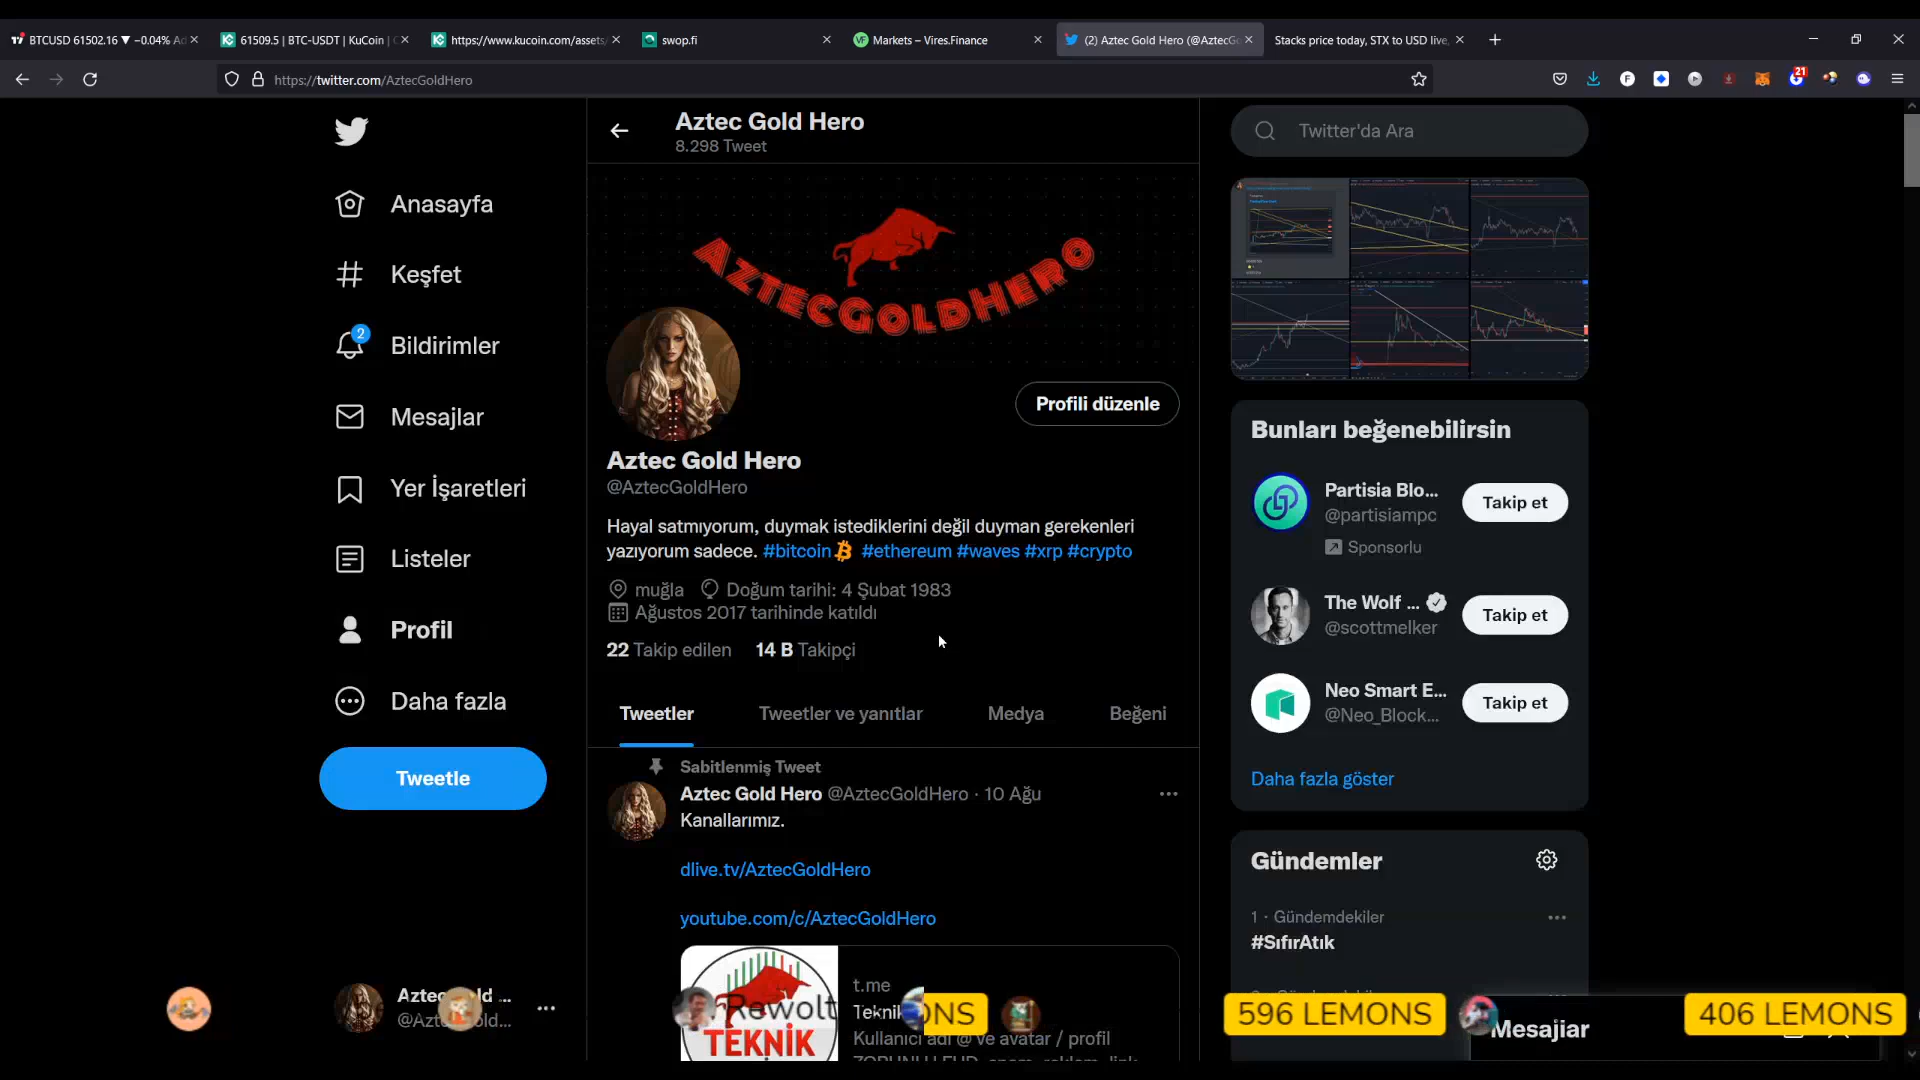 BTCUSD 61502.16 ▼ −0.04%
61509.5 | BTC-USDT | KuCoin |
https://www.kucoin.com/assets/
swop.fi
Markets – Vires.Finance
(2) Aztec Gold Hero (@AztecGo
Stacks price today, STX to USD live,
https://twitter.com/AztecGoldHero
21
Aztec Gold Hero
8.298 Tweet
Twitter'da Ara
AZTECGOLDHERO
Anasayfa
Keşfet
2
Bildirimler
Mesajlar
Yer İşaretleri
Listeler
Profil
Daha fazla
Tweetle
Profili düzenle
Aztec Gold Hero
@AztecGoldHero
Hayal satmıyorum, duymak istediklerini değil duyman gerekenleri
yazıyorum sadece. #bitcoin #ethereum #waves #xrp #crypto
muğla Doğum tarihi: 4 Şubat 1983
Ağustos 2017 tarihinde katıldı
22 Takip edilen 14 B Takipçi
Tweetler Tweetler ve yanıtlar Medya Beğeni
Sabitlenmiş Tweet
Aztec Gold Hero @AztecGoldHero · 10 Ağu
Kanallarımız.
dlive.tv/AztecGoldHero
youtube.com/c/AztecGoldHero
t.me
Teknik
Kullanıcı adı @ ve avatar / profil
Rewolt
TEKNİK
Bunları beğenebilirsin
Partisia Blo...
@partisiampc
Sponsorlu
Takip et
The Wolf ...
@scottmelker
Takip et
Neo Smart E...
@Neo_Block...
Takip et
Daha fazla göster
Gündemler
1 · Gündemdekiler
#SıfırAtık
596 LEMONS
Mesajlar
406 LEMONS